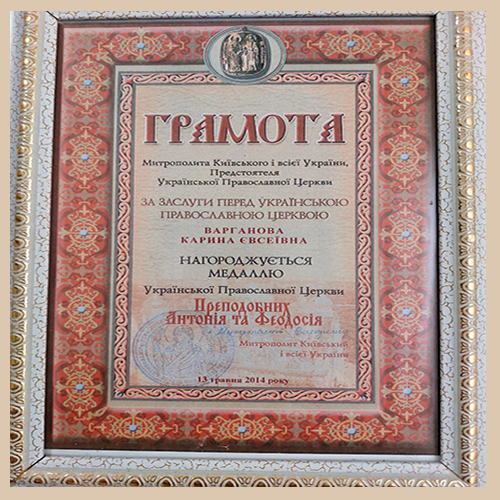 ГРАМОТА
Митрополита Київського і всієї України,
Предстоятеля
Української Православної Церкви
ЗА ЗАСЛУГИ ПЕРЕД УКРАЇНСЬКОЮ
ПРАВОСЛАВНОЮ ЦЕРКВОЮ
ВАРГАНОВА
КАРИНА ЄВСЕЇВНА
НАГОРОДЖУЄТЬСЯ
МЕДАЛЛЮ
Української Православної Церкви
Преподобних
Антонія та Феодосія
Митрополит Київський
і всієї України
13 травня 2014 року